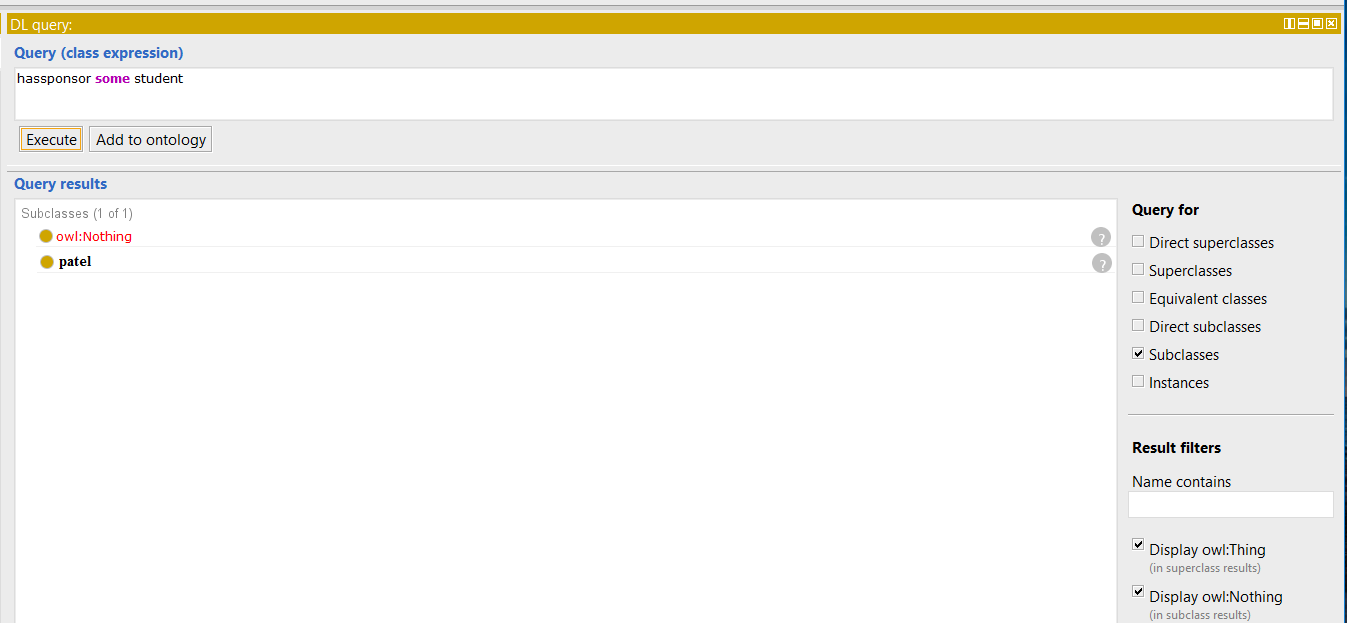 DL query:
Query (class expression)
hassponsor some student
Execute
Add to ontology
Query results
Subclasses (1 of 1)
owl:Nothing
?
patel
?
Query for
Direct superclasses
Superclasses
Equivalent classes
Direct subclasses
Subclasses
Instances
Result filters
Name contains
Display owl:Thing
(in superclass results)
Display owl:Nothing
(in subclass results)